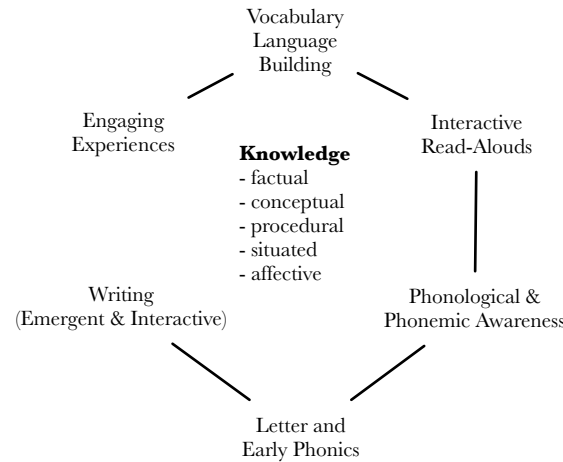 Vocabulary
Language
Building
Engaging
Experiences
Interactive
Read-Alouds
Knowledge
- factual
- conceptual
- procedural
- situated
- affective
Writing
(Emergent & Interactive)
Phonological &
Phonemic Awareness
Letter and
Early Phonics